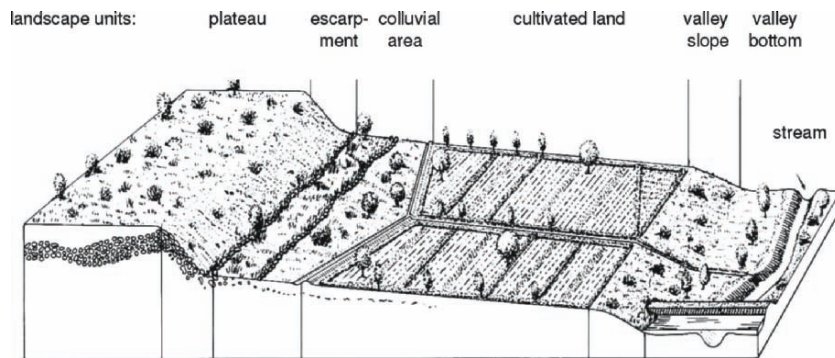 landscape units: plateau escarp- colluvial cultivated land valley valley
ment area slope bottom
stream